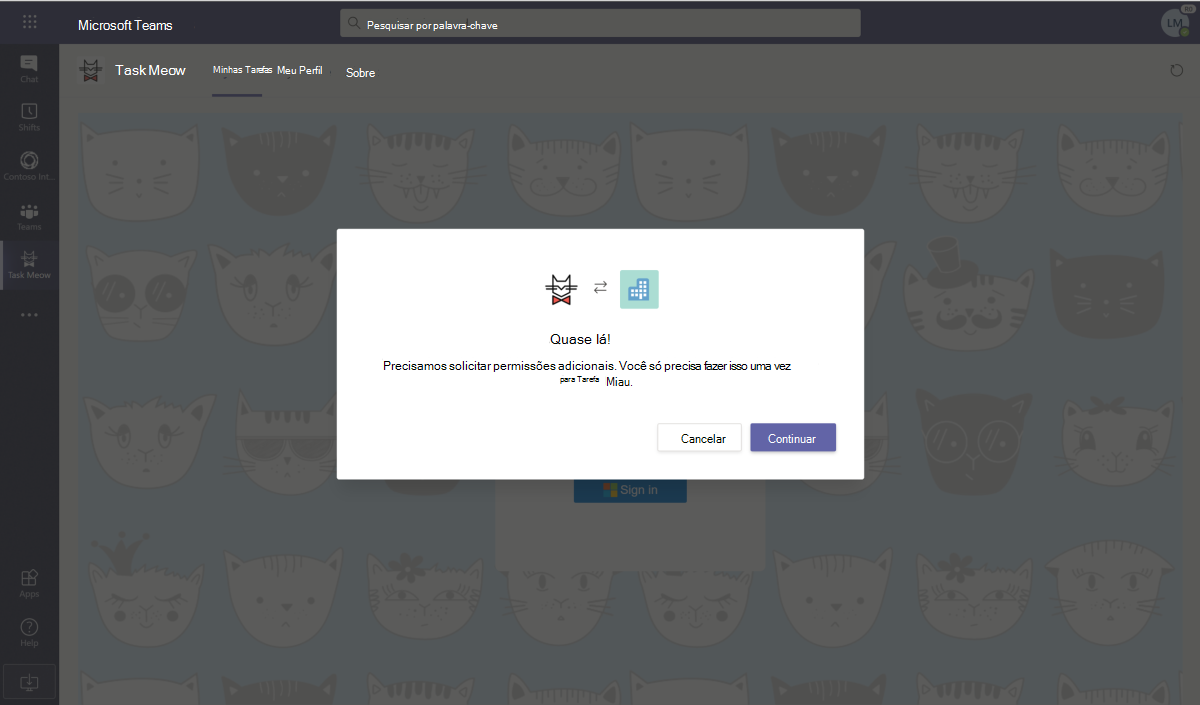 Microsoft Teams
Pesquisar por palavra-chave
LM
Chat
Task Meow
Minhas Tarefas
Meu Perfil
Sobre
Shifts
Contoso Int...
Teams
Task Meow
Quase lá!
Precisamos solicitar permissões adicionais. Você só precisa fazer isso uma vez
para Tarefa Miau.
Cancelar
Continuar
Sign in
Apps
Help